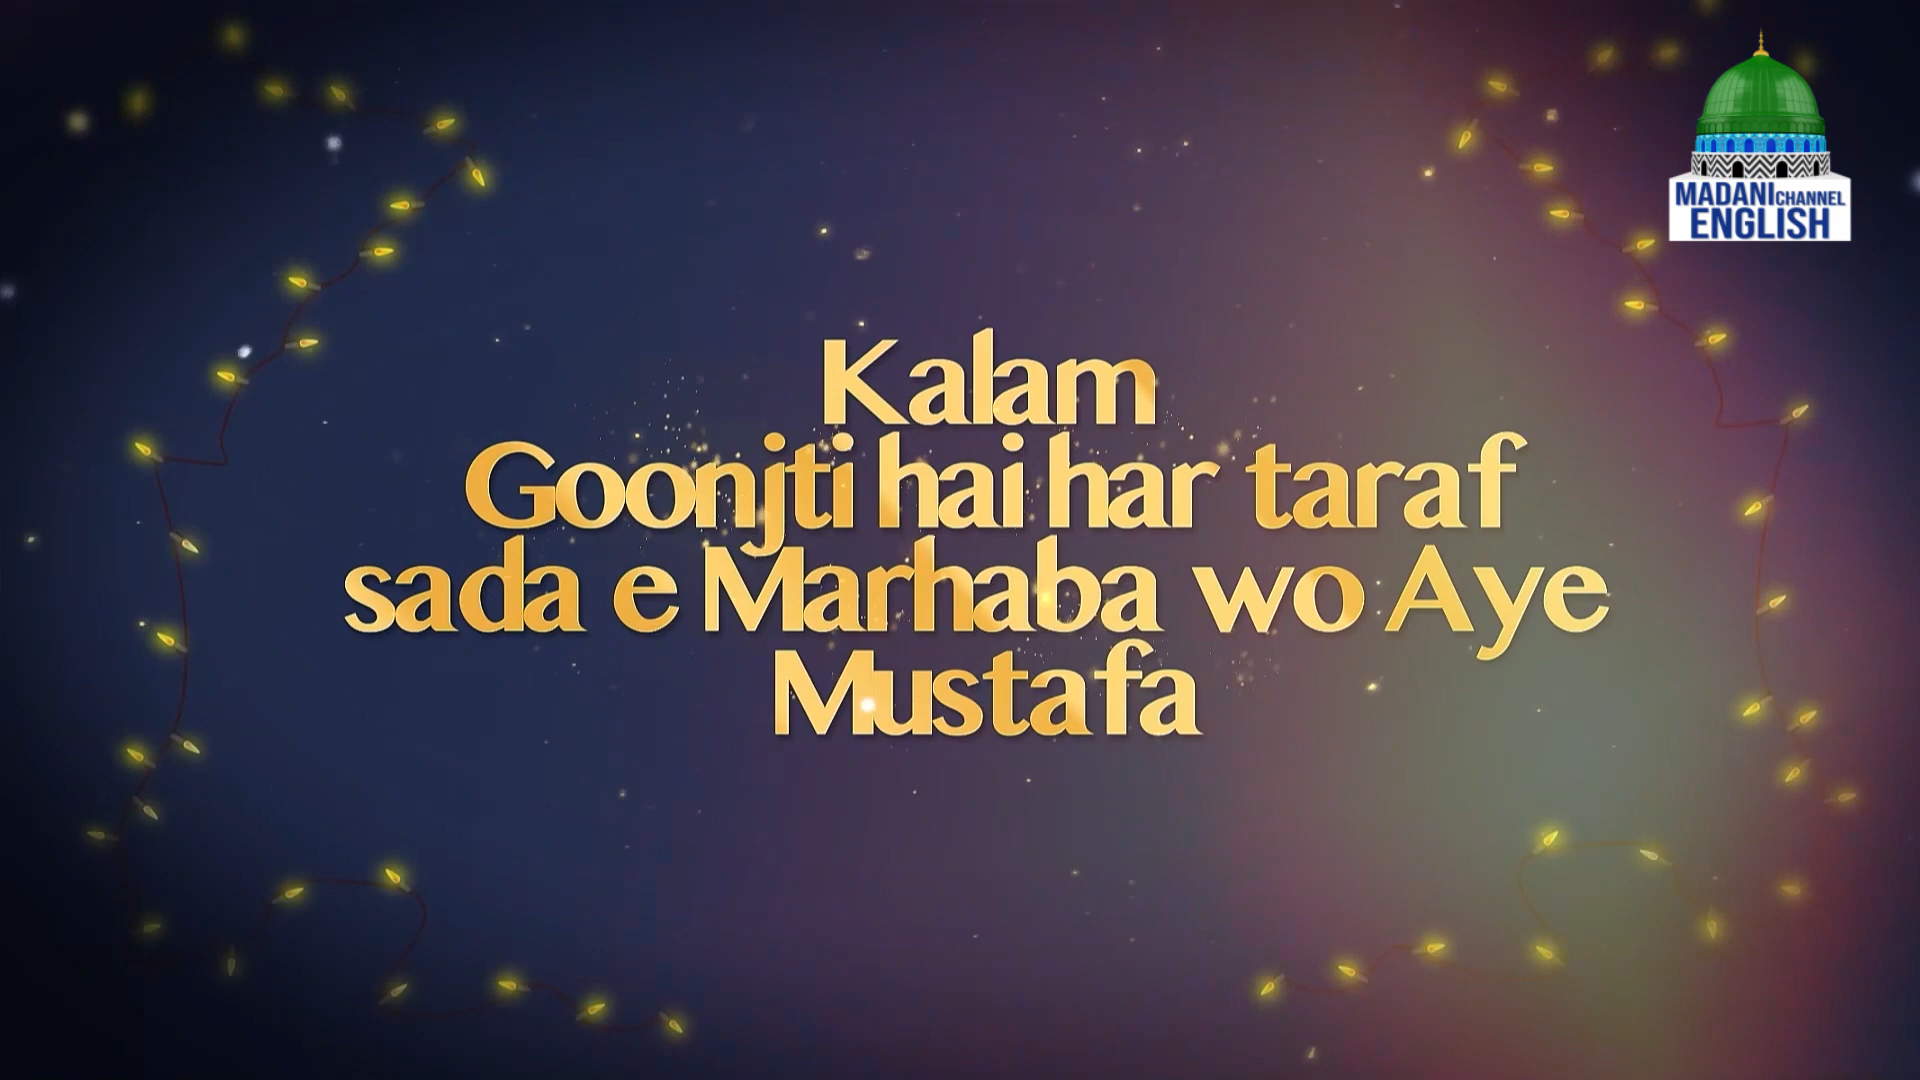 MADANI CHANNEL
ENGLISH
Kalam
Goonjti hai har taraf
sada e Marhaba wo Aye
Mustafa